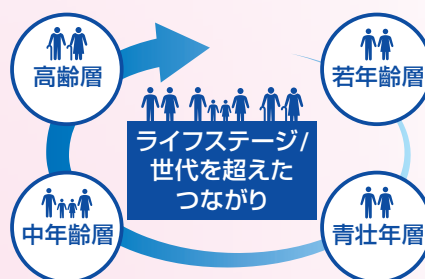 高齢層
若年齢層
ライフステージ/
世代を超えた
つながり
中年齢層
青壮年層